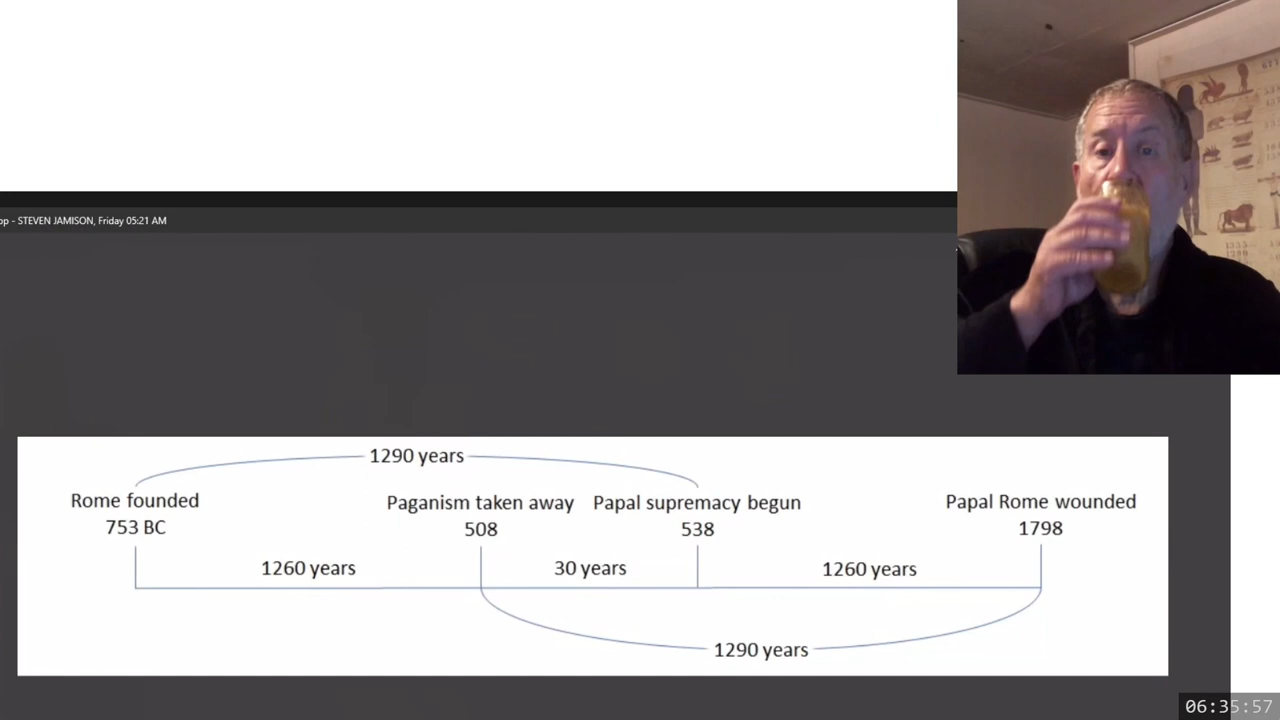 op - STEVEN JAMISON, Friday 05:21 AM
1290 years
Rome founded
753 BC
Paganism taken away
508
Papal supremacy begun
538
Papal Rome wounded
1798
1260 years
30 years
1260 years
1290 years
06:35:57